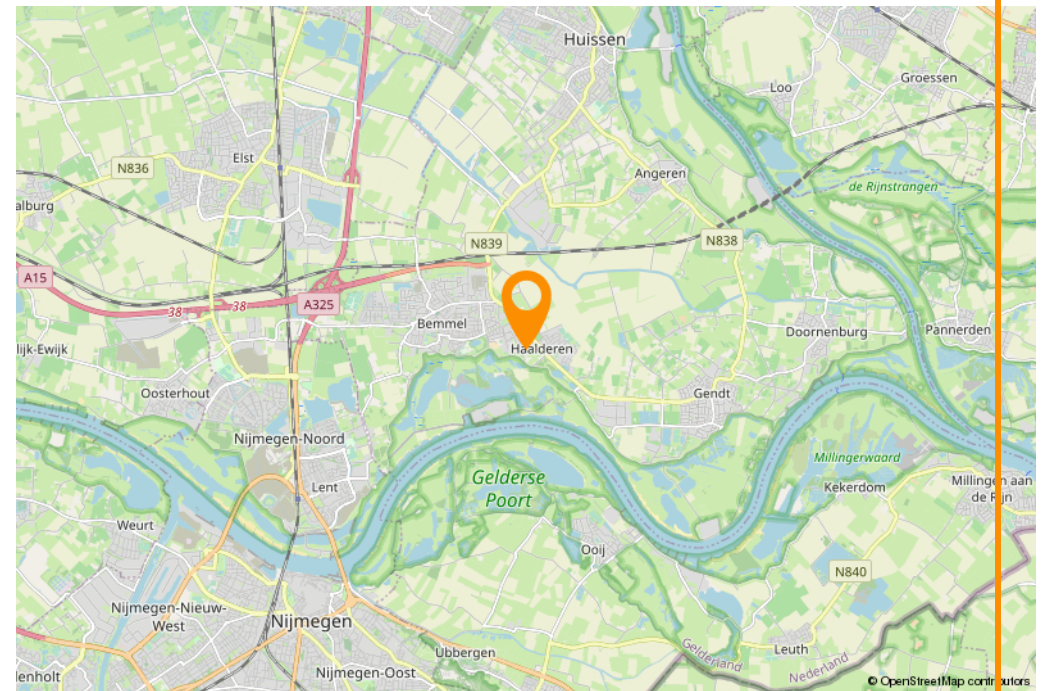 Huissen
Groessen
Loo
Elst
N836
Angeren
de Rijnstrangen
alburg
N839
N838
A15
38
38
A325
Bemmel
Doornenburg
Pannerden
lijk-Ewijk
Haalderen
Oosterhout
Gendt
Nijmegen-Noord
Gelderse
Poort
Millingerwaard
Lent
Kekerdom
Millingen aan
de Rijn
Weurt
Ooij
N840
Nijmegen-Nieuw-
West
Nijmegen
Ubbergen
Gelderland
Nederland
Leuth
lenholt
Nijmegen-Oost
© OpenStreetMap contributors